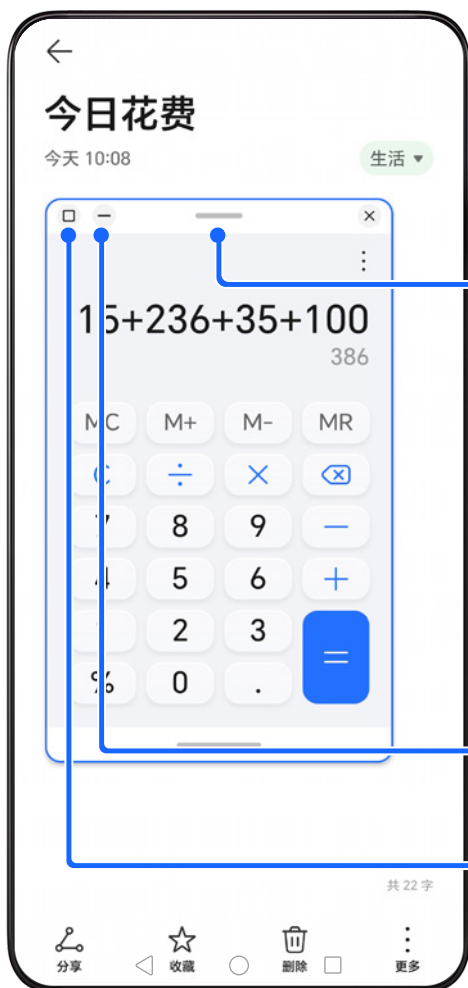 今日花费
今天 10:08
生活
15+236+35+100
386
MC M+ M- MR
C ÷ ×
7 8 9 −
4 5 6 +
2 3
% 0 . =
共 22 字
分享 收藏 删除 更多